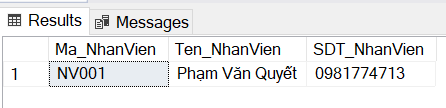 Results Messages
Ma_NhanVien Ten_NhanVien SDT_NhanVien
1 NV001 Phạm Văn Quyết 0981774713